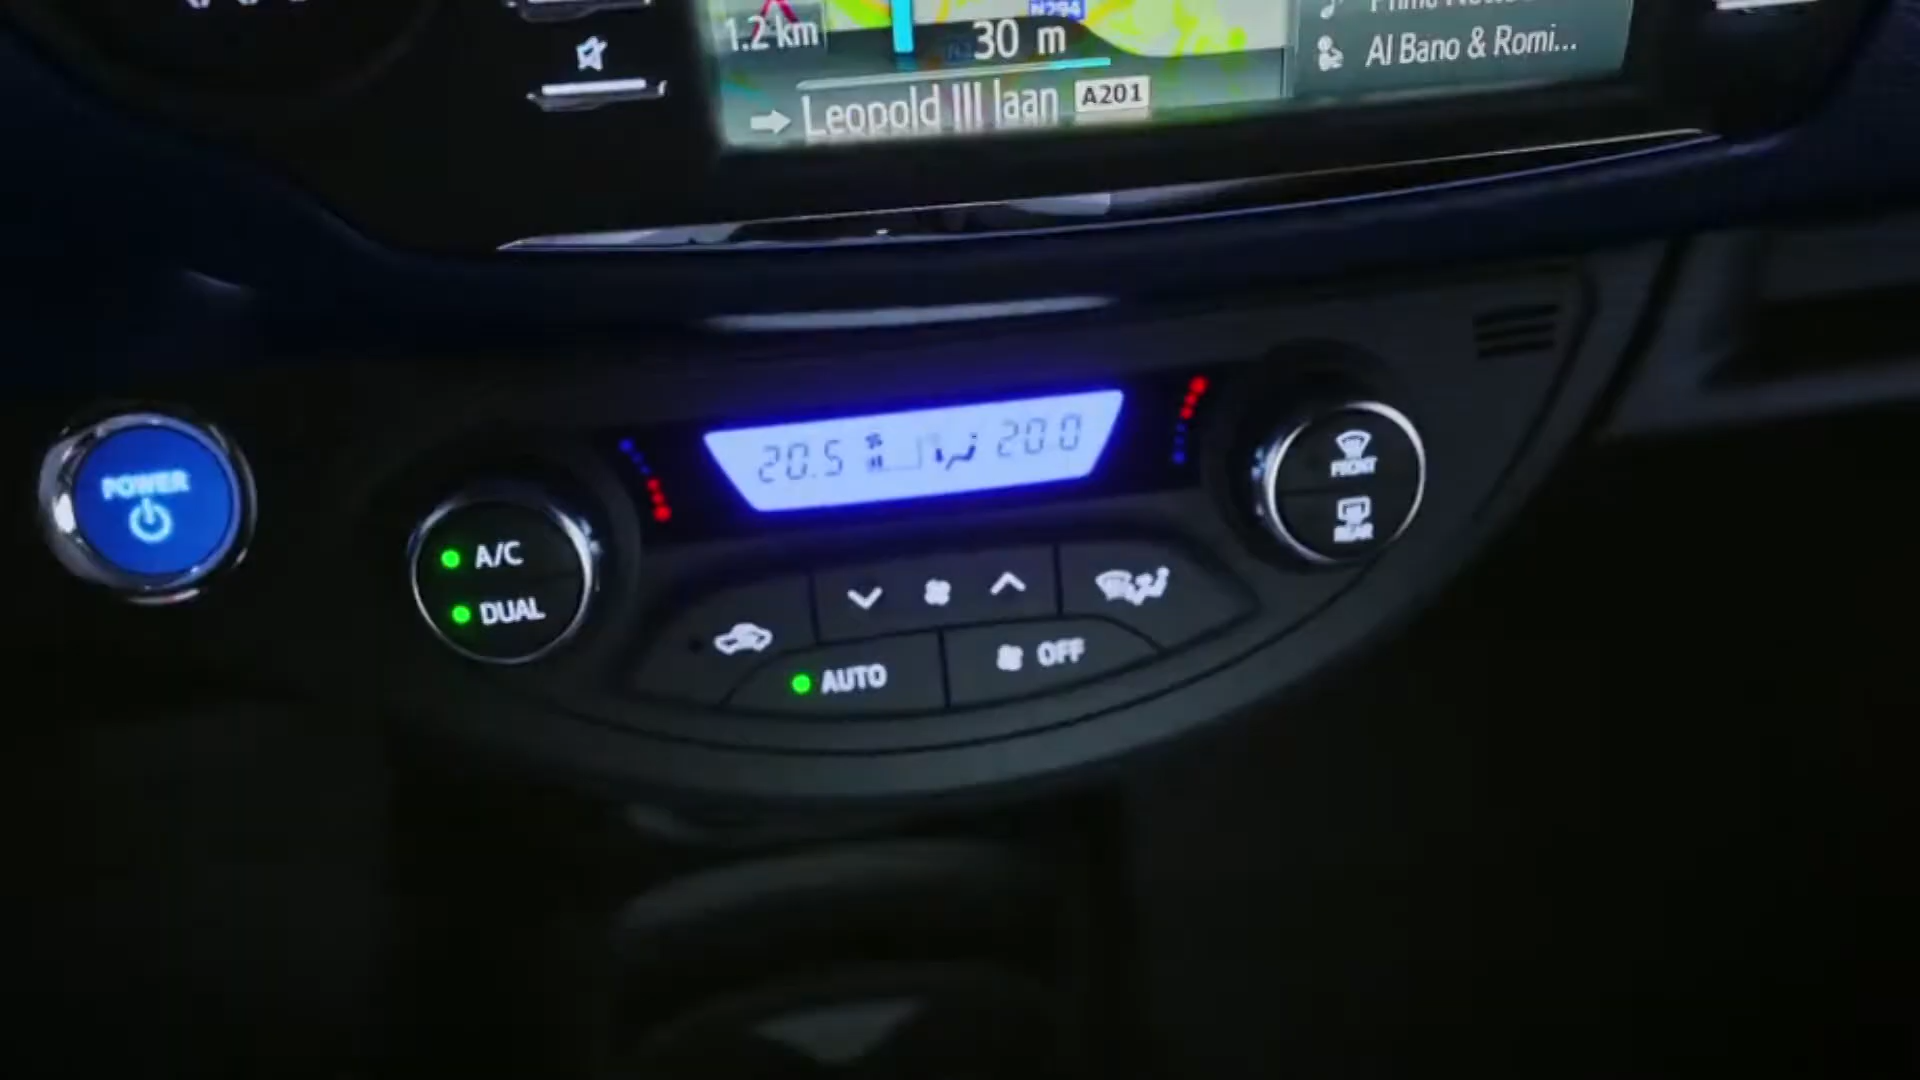 N294
1.2 km
30 m
Al Bano & Romi...
Leopold III laan A201
20.5
20.0
POWER
FRONT
REAR
A/C
DUAL
AUTO
OFF